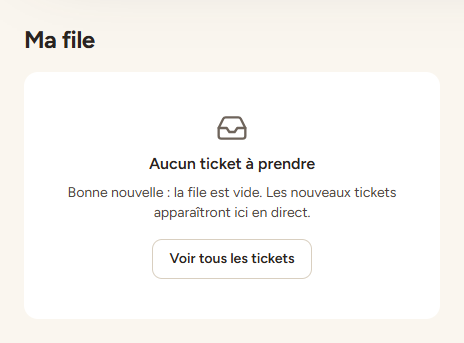 Ma file
Aucun ticket à prendre
Bonne nouvelle : la file est vide. Les nouveaux tickets
apparaîtront ici en direct.
Voir tous les tickets